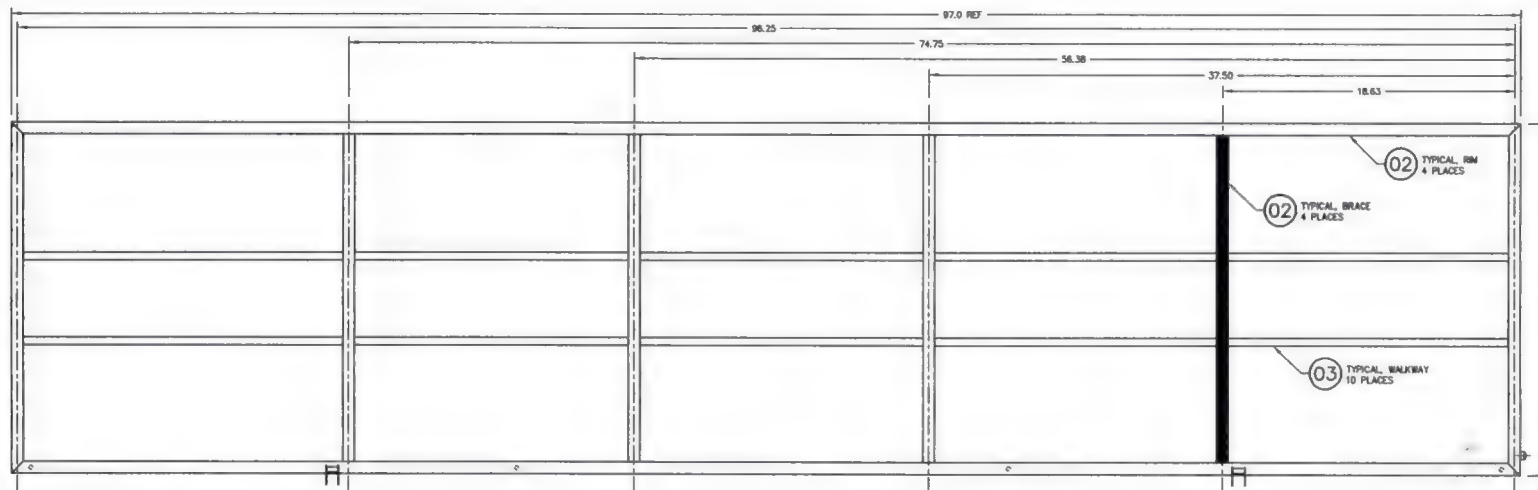 97.0 REF
96.25
74.75
56.38
37.50
18.63
02 TYPICAL, RIM
4 PLACES
02 TYPICAL, BRACE
4 PLACES
03 TYPICAL, WALKWAY
10 PLACES